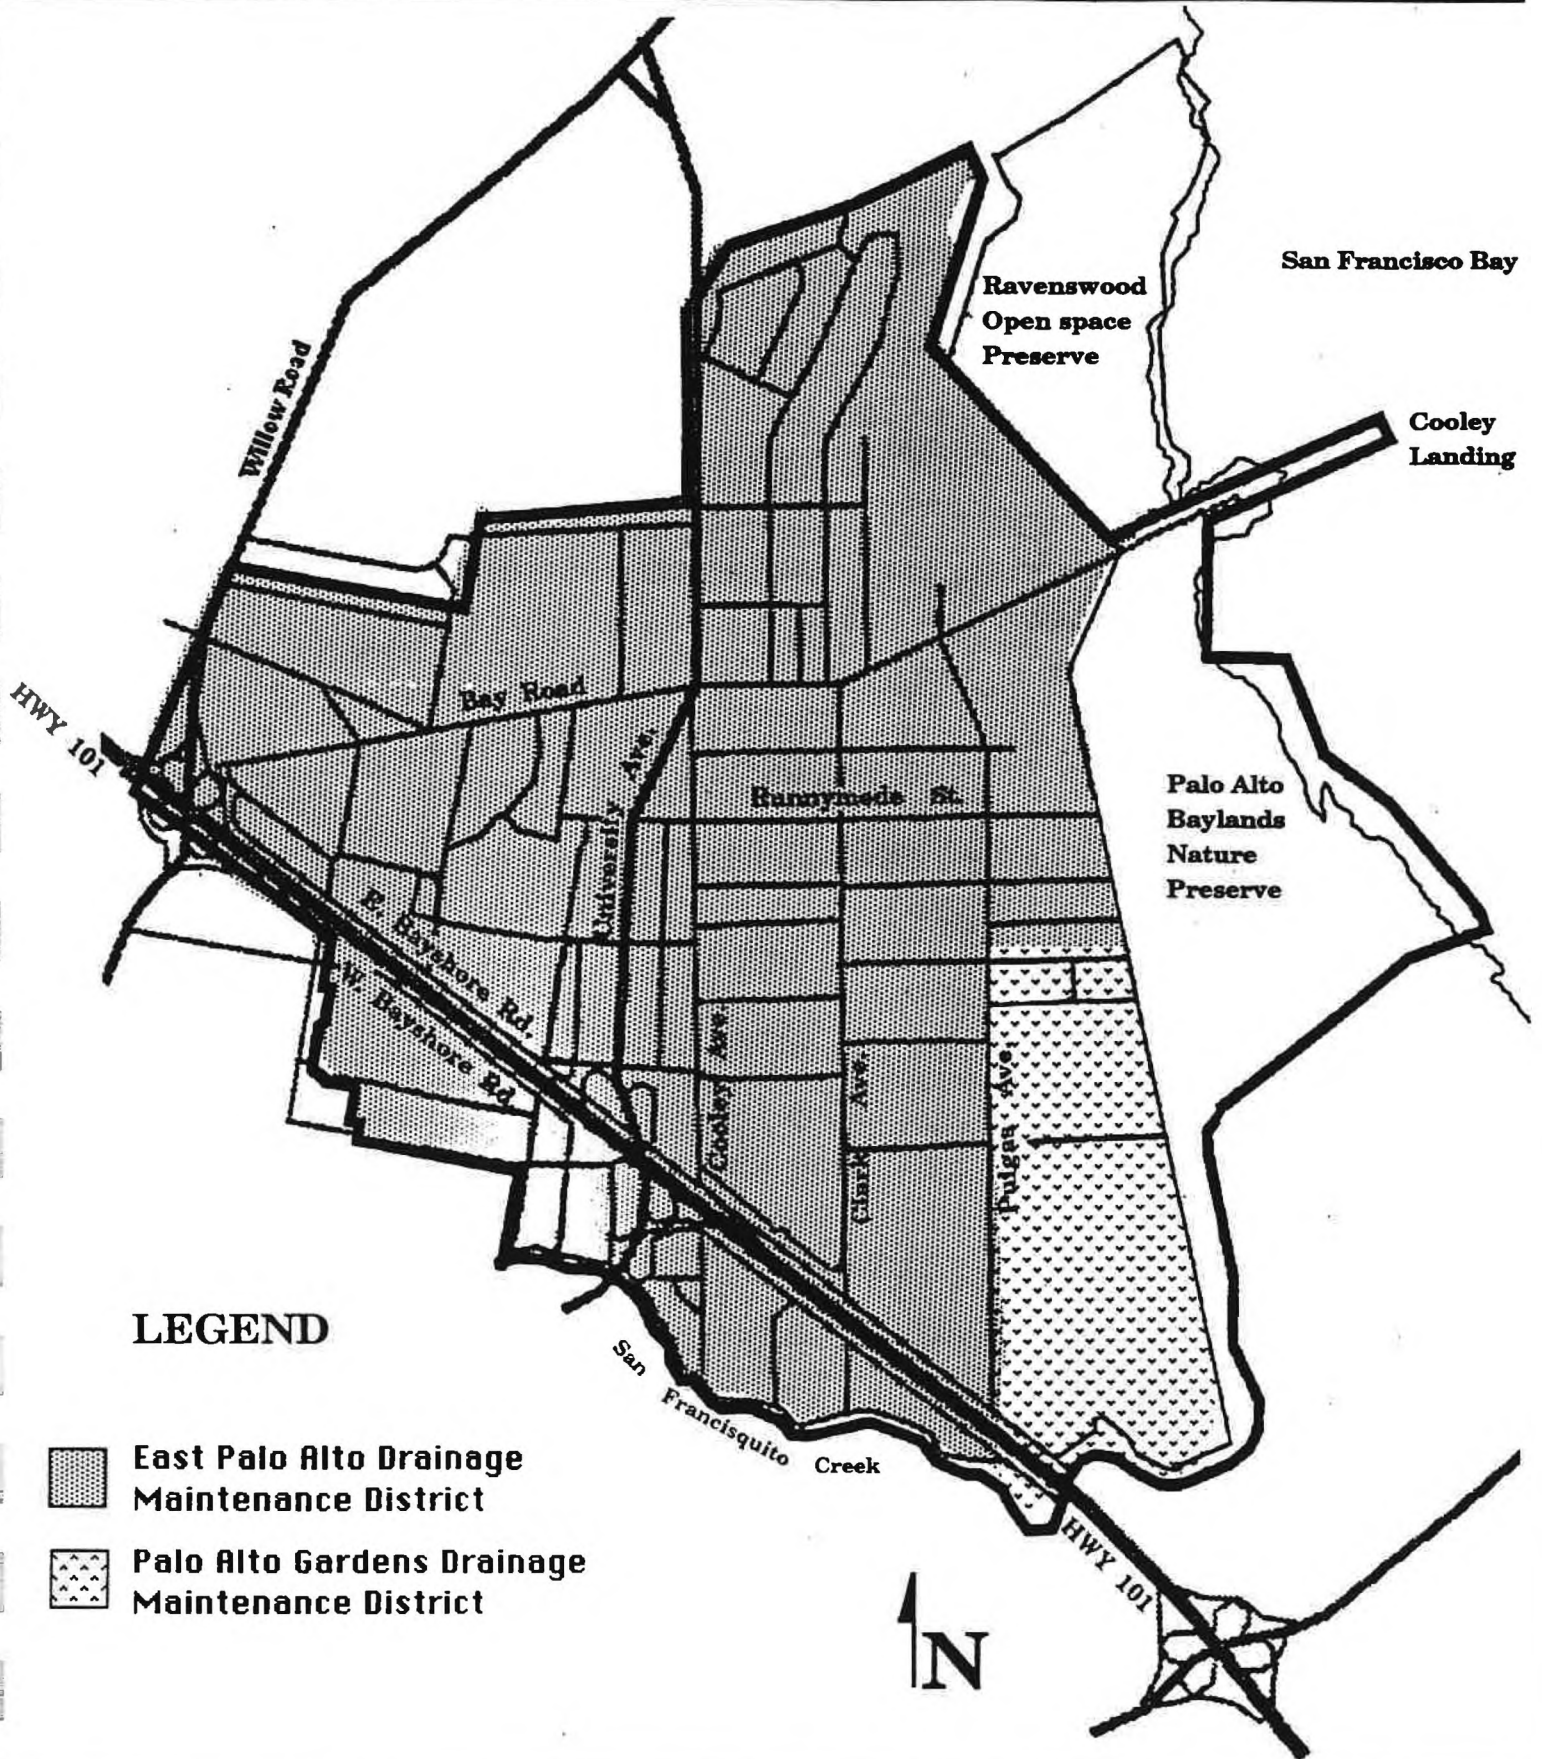 San Francisco Bay
Ravenswood
Open space
Preserve
Cooley
Landing
Willow Road
HWY 101
Bay Road
University Ave.
Runnymede St.
Palo Alto
Baylands
Nature
Preserve
E. Bayshore Rd.
W. Bayshore Rd.
Cooley Ave.
Clark Ave.
Pulgas Ave.
LEGEND
San Francisquito Creek
East Palo Alto Drainage
Maintenance District
Palo Alto Gardens Drainage
Maintenance District
HWY 101
N